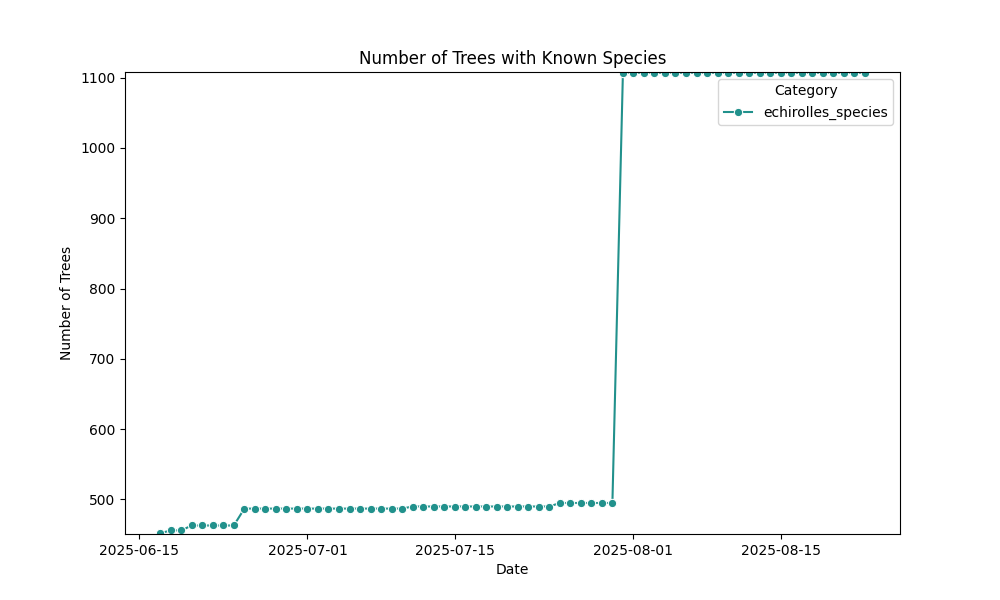 Number of Trees with Known Species
Number of Trees
1100
1000
900
800
700
600
500
Category
echirolles_species
2025-06-15
2025-07-01
2025-07-15
2025-08-01
2025-08-15
Date